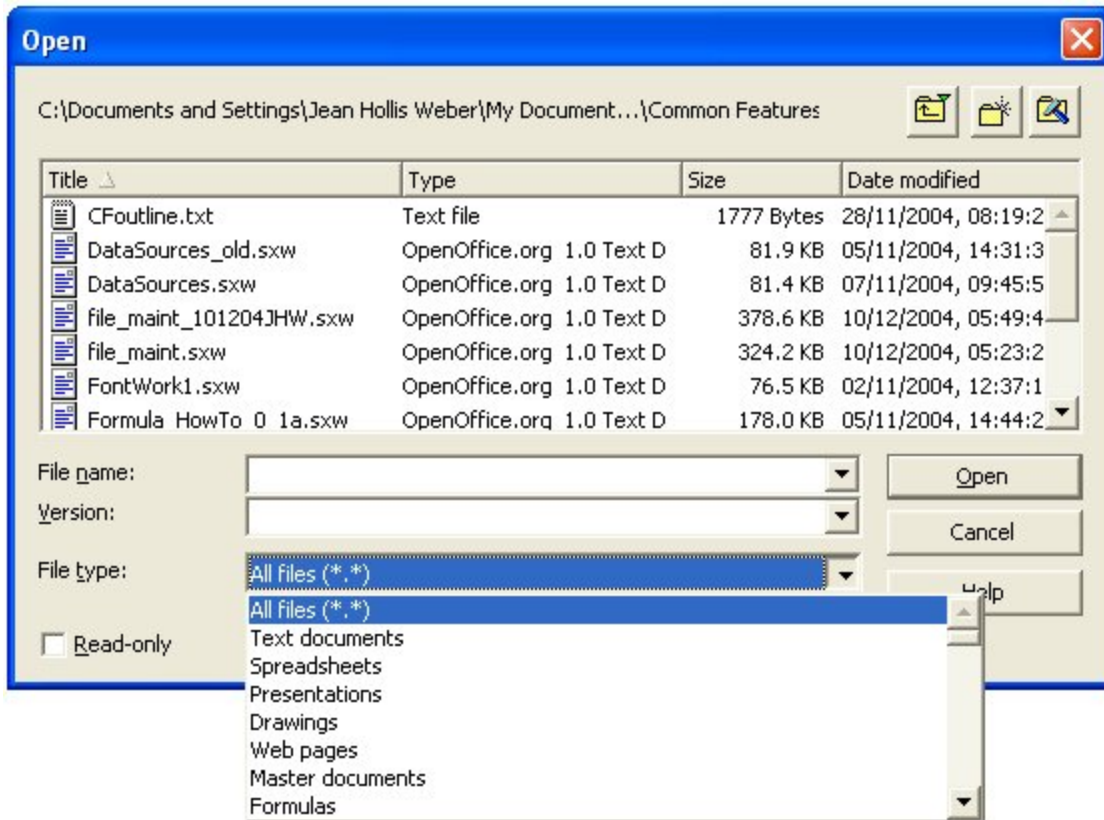 Open
C:\Documents and Settings\Jean Hollis Weber\My Document...\Common Features
Title Type Size Date modified
CFoutline.txt Text file 1777 Bytes 28/11/2004, 08:19:2
DataSources_old.sxw OpenOffice.org 1.0 Text D 81.9 KB 05/11/2004, 14:31:3
DataSources.sxw OpenOffice.org 1.0 Text D 81.4 KB 07/11/2004, 09:45:5
file_maint_101204JHW.sxw OpenOffice.org 1.0 Text D 378.6 KB 10/12/2004, 05:49:4
file_maint.sxw OpenOffice.org 1.0 Text D 324.2 KB 10/12/2004, 05:23:2
FontWork1.sxw OpenOffice.org 1.0 Text D 76.5 KB 02/11/2004, 12:37:1
Formula_HowTo_0_1a.sxw OpenOffice.org 1.0 Text D 178.0 KB 05/11/2004, 14:44:2
File name: Open
Version: Cancel
File type: All files (*.*) Help
All files (*.*)
Read-only Text documents
Spreadsheets
Presentations
Drawings
Web pages
Master documents
Formulas